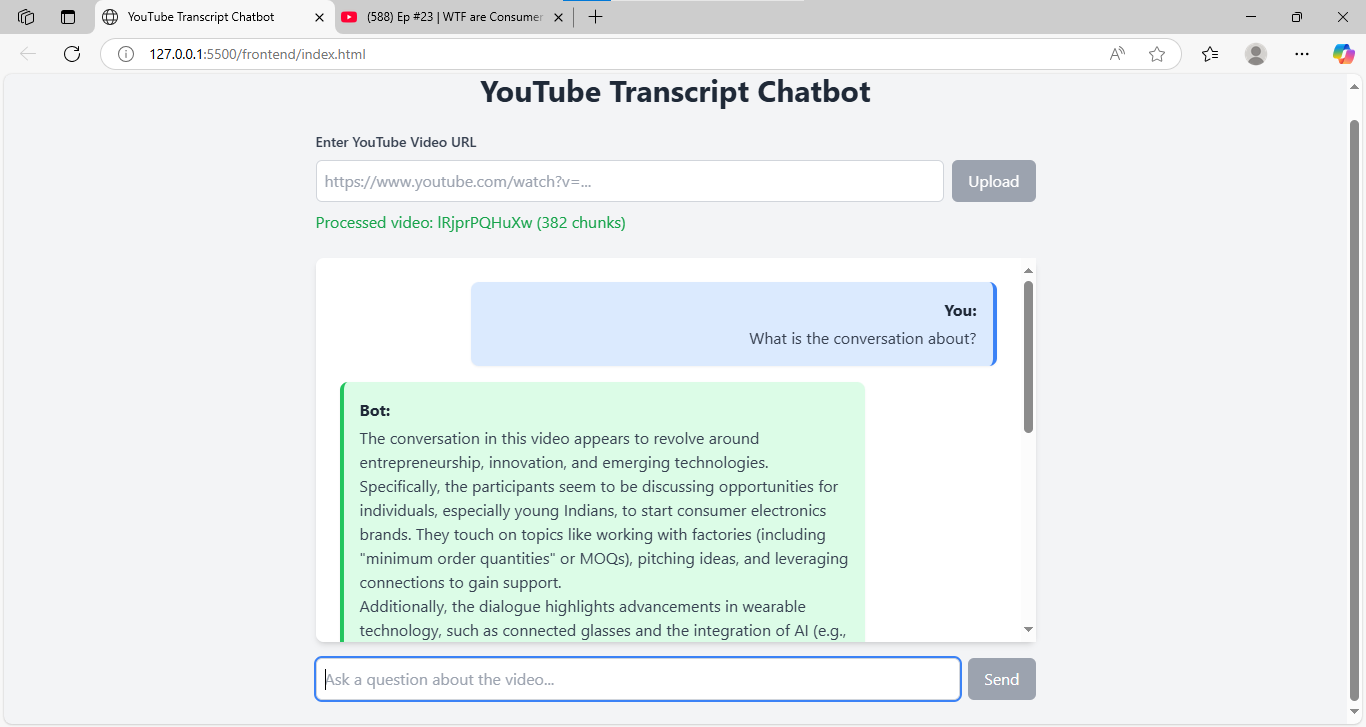 YouTube Transcript Chatbot
(588) Ep #23 | WTF are Consumer
127.0.0.1:5500/frontend/index.html
YouTube Transcript Chatbot
Enter YouTube Video URL
https://www.youtube.com/watch?v=...
Upload
Processed video: lRjprPQHuXw (382 chunks)
You:
What is the conversation about?
Bot:
The conversation in this video appears to revolve around
entrepreneurship, innovation, and emerging technologies.
Specifically, the participants seem to be discussing opportunities for
individuals, especially young Indians, to start consumer electronics
brands. They touch on topics like working with factories (including
"minimum order quantities" or MOQs), pitching ideas, and leveraging
connections to gain support.
Additionally, the dialogue highlights advancements in wearable
technology, such as connected glasses and the integration of AI (e.g.,
Ask a question about the video...
Send